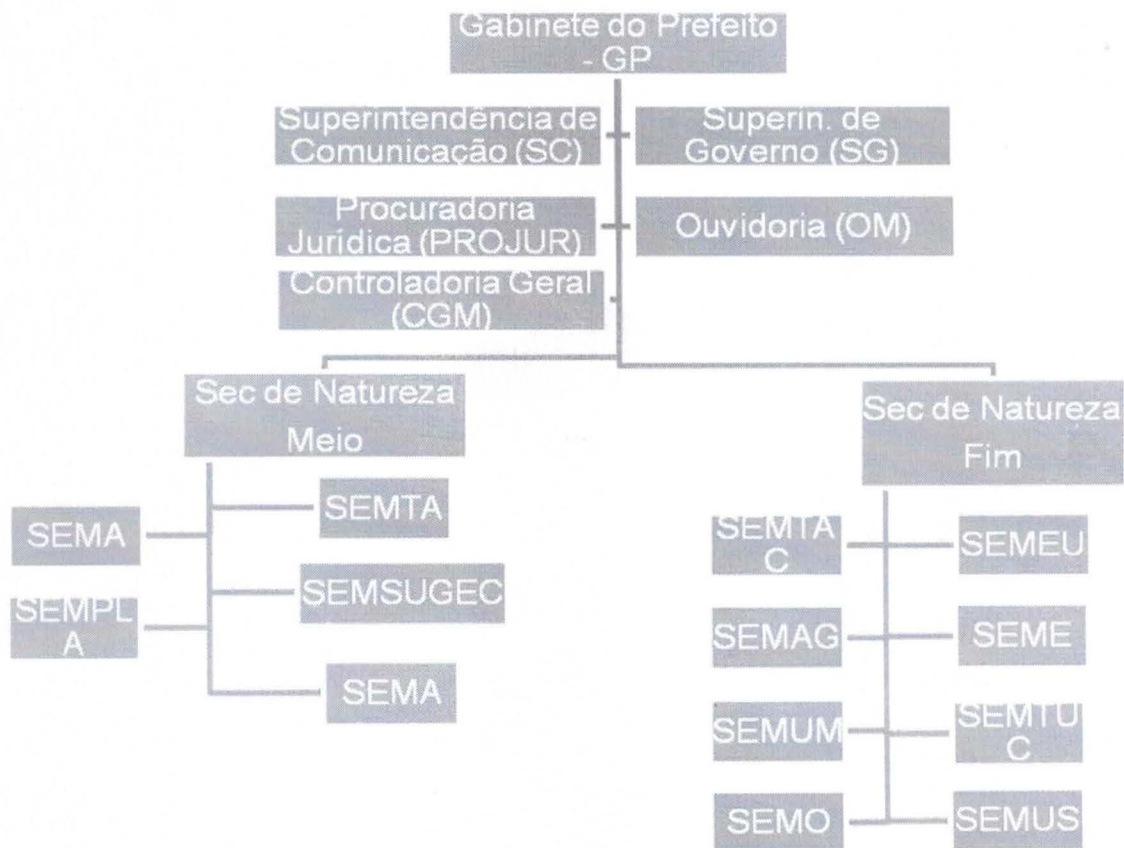 Gabinete do Prefeito
- GP
Superintendência de
Comunicação (SC)
Superin. de
Governo (SG)
Procuradoria
Jurídica (PROJUR)
Ouvidoria (OM)
Controladoria Geral
(CGM)
Sec de Natureza
Meio
Sec de Natureza
Fim
SEMTA
SEMA
SEMSUGEC
SEMPL
A
SEMA
SEMTA
C
SEMEU
SEMAG
SEME
SEMUM
SEMTU
C
SEMO
SEMUS